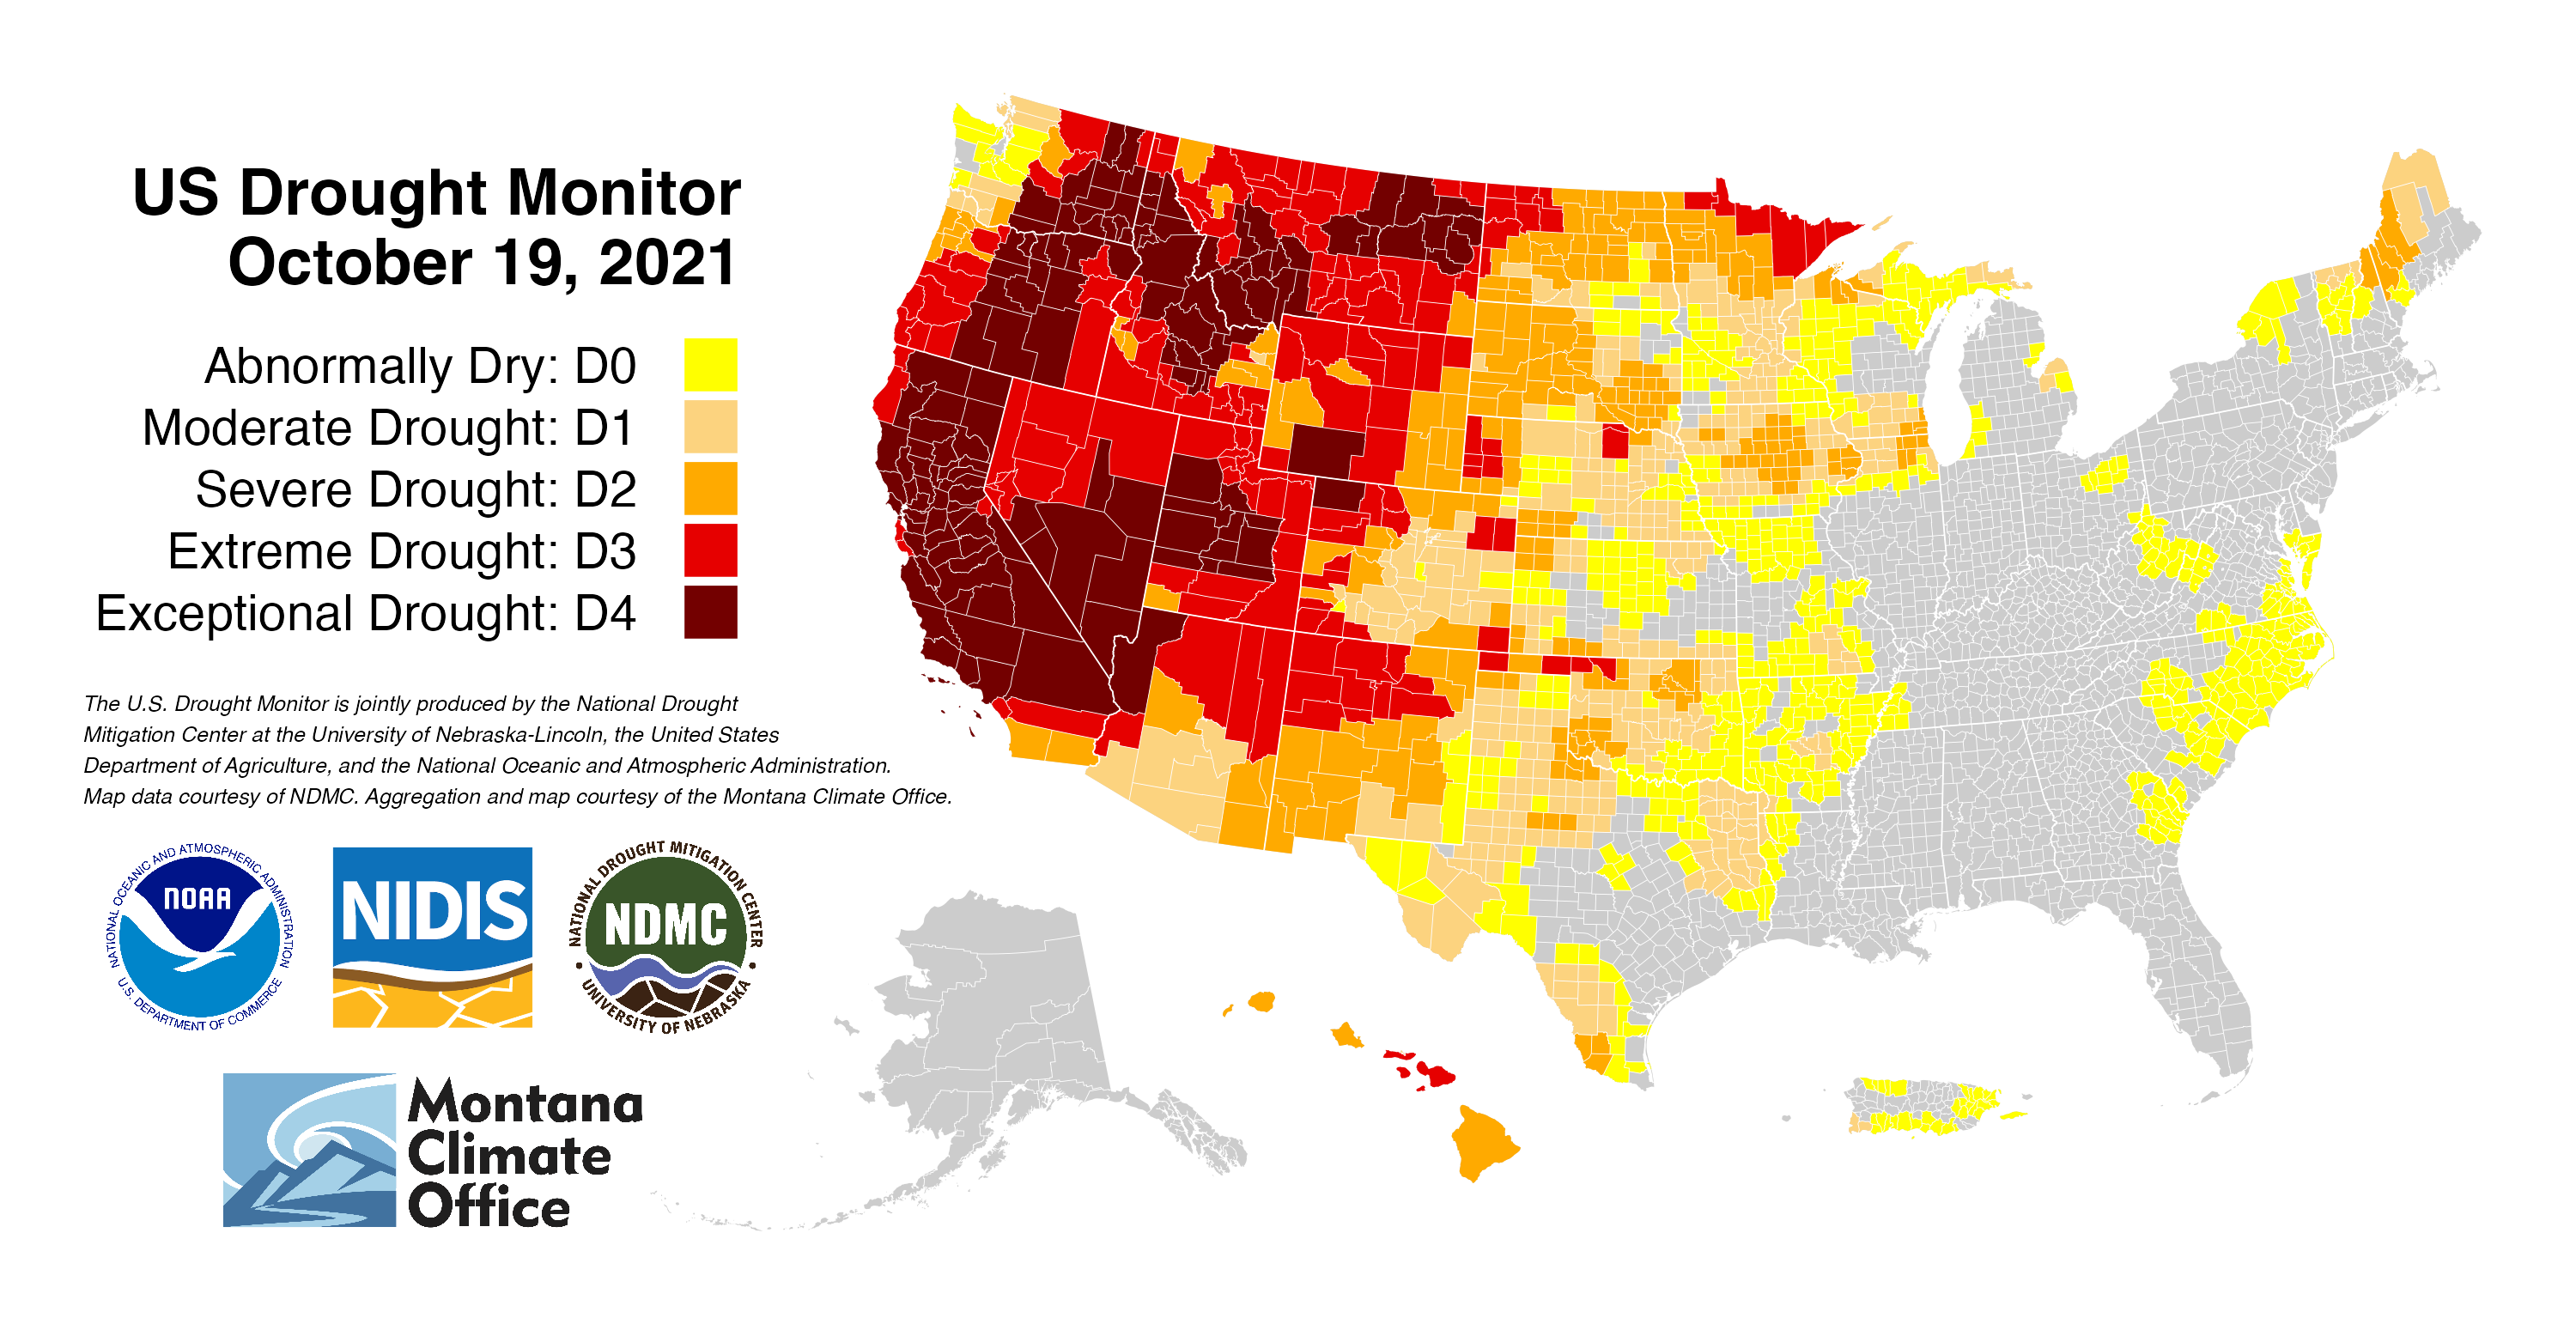 US Drought Monitor
October 19, 2021
Abnormally Dry: D0
Moderate Drought: D1
Severe Drought: D2
Extreme Drought: D3
Exceptional Drought: D4
The U.S. Drought Monitor is jointly produced by the National Drought
Mitigation Center at the University of Nebraska-Lincoln, the United States
Department of Agriculture, and the National Oceanic and Atmospheric Administration.
Map data courtesy of NDMC. Aggregation and map courtesy of the Montana Climate Office.
NATIONAL OCEANIC AND ATMOSPHERIC ADMINISTRATION
NOAA
U.S. DEPARTMENT OF COMMERCE
NIDIS
NATIONAL DROUGHT MITIGATION CENTER
NDMC
• UNIVERSITY OF NEBRASKA •
Montana
Climate
Office